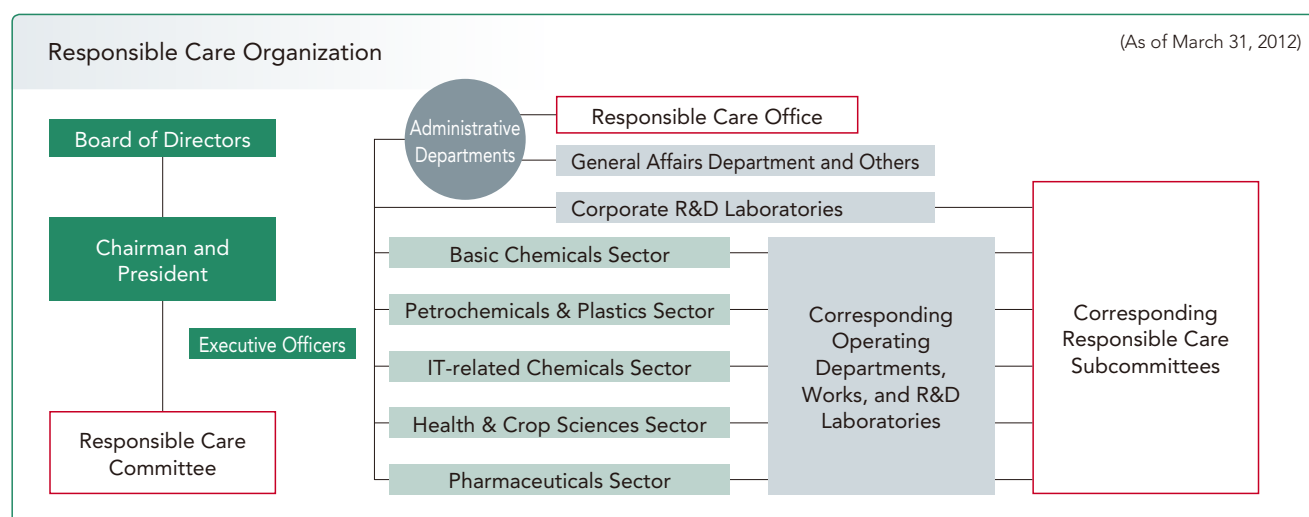 Responsible Care Organization
(As of March 31, 2012)
Board of Directors
Chairman and
President
Executive Officers
Responsible Care
Committee
Administrative
Departments
Responsible Care Office
General Affairs Department and Others
Corporate R&D Laboratories
Basic Chemicals Sector
Petrochemicals & Plastics Sector
IT-related Chemicals Sector
Health & Crop Sciences Sector
Pharmaceuticals Sector
Corresponding
Operating
Departments,
Works, and R&D
Laboratories
Corresponding
Responsible Care
Subcommittees